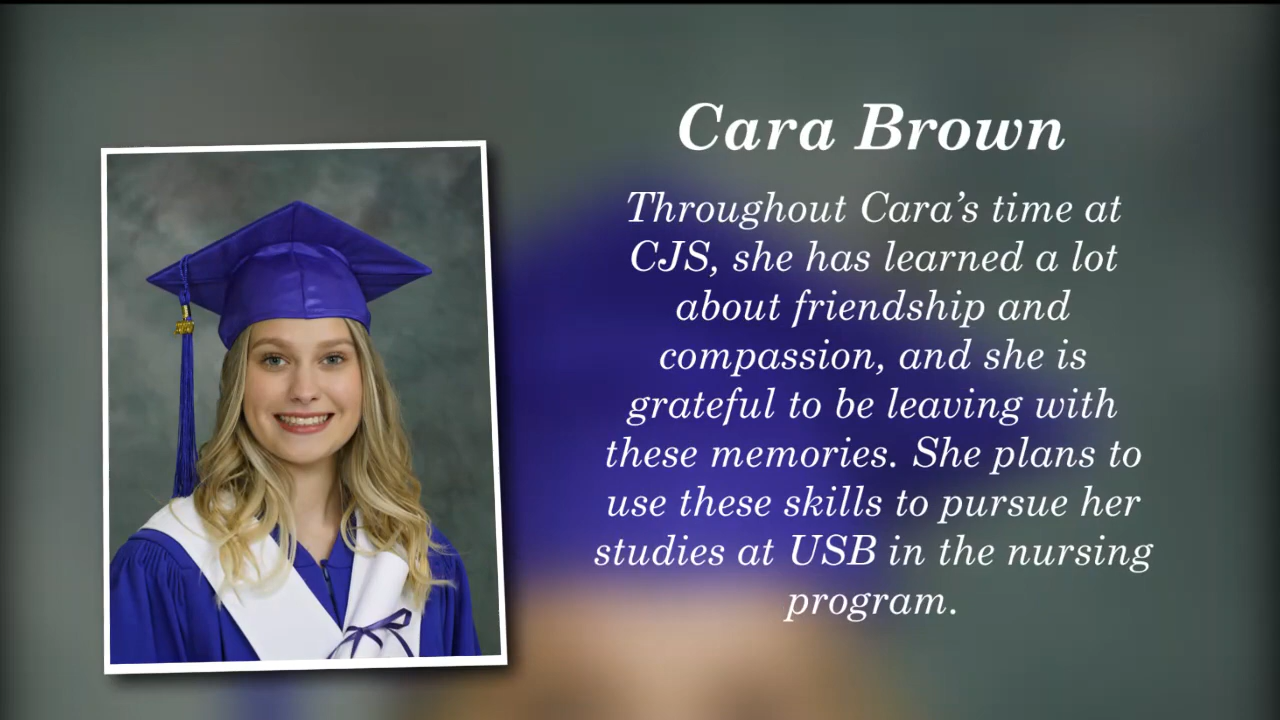 Cara Brown
Throughout Cara's time at
CJS, she has learned a lot
about friendship and
compassion, and she is
grateful to be leaving with
these memories. She plans to
use these skills to pursue her
studies at USB in the nursing
program.